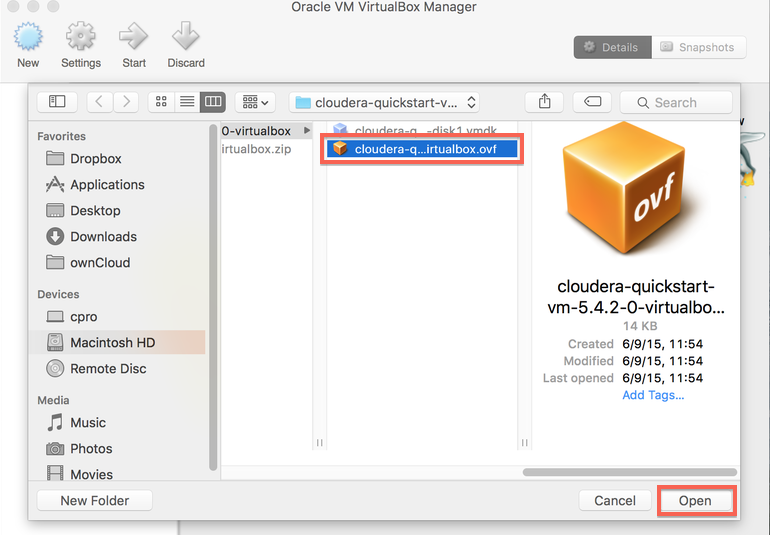 Oracle VM VirtualBox Manager
New
Settings
Start
Discard
Details
Snapshots
cloudera-quickstart-v...
Search
Favorites
Dropbox
Applications
Desktop
Downloads
ownCloud
Devices
cpro
Macintosh HD
Remote Disc
Media
Music
Photos
Movies
0-virtualbox
irtualbox.zip
cloudera-q...-disk1.vmdk
cloudera-q...irtualbox.ovf
w
ovf
cloudera-quickstart-
vm-5.4.2-0-virtualbo...
14 KB
Created 6/9/15, 11:54
Modified 6/9/15, 11:54
Last opened 6/9/15, 11:54
Add Tags...
New Folder
Cancel
Open